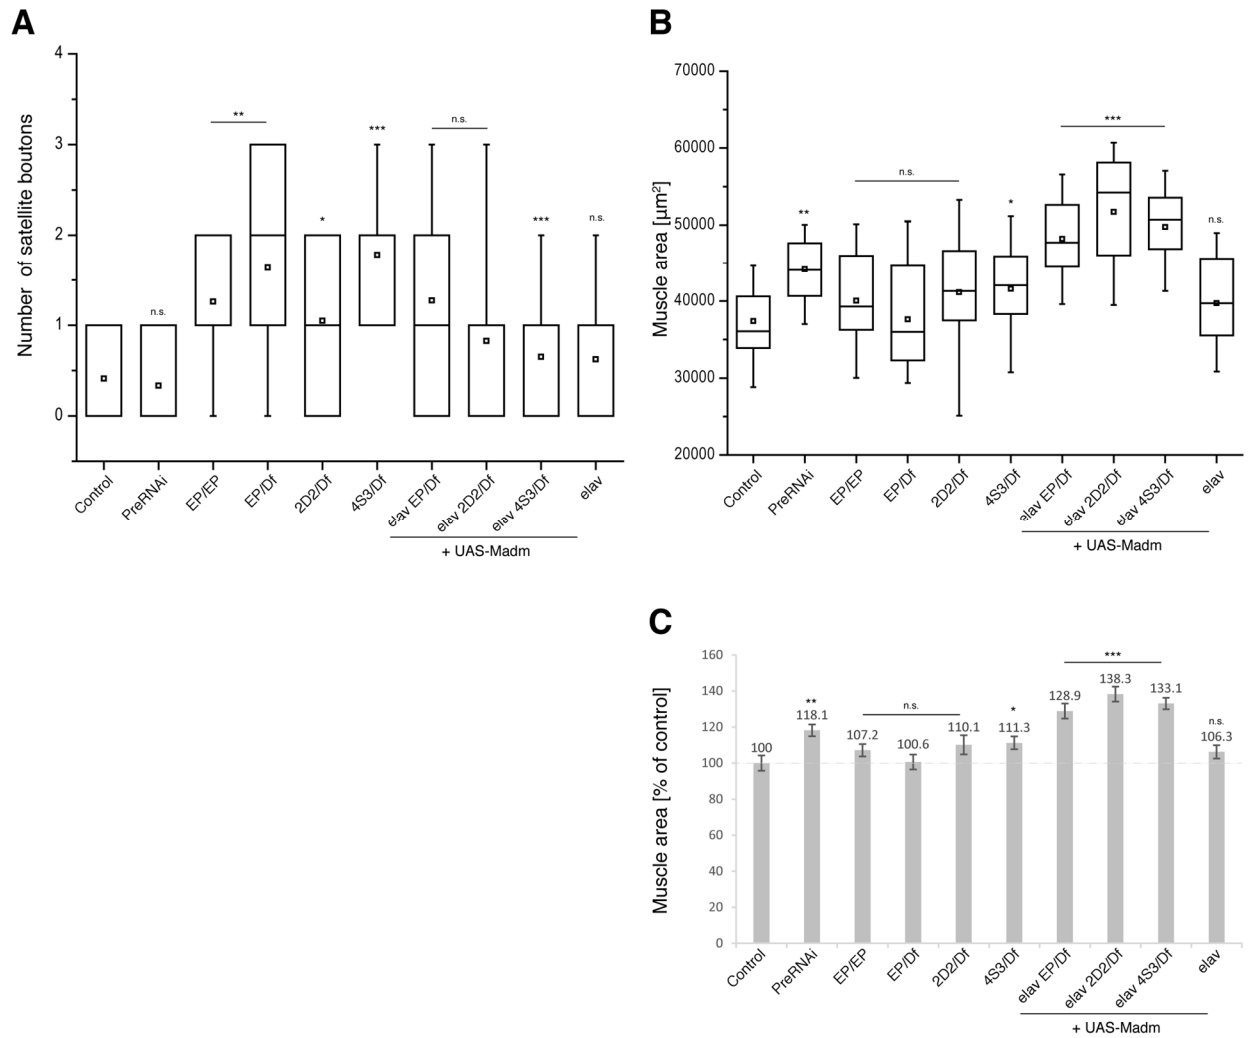 A
Number of satellite boutons
4
3
2
1
0
n.s.
**
*
***
n.s.
***
n.s.
Control
PreRNAi
EP/EP
EP/Df
2D2/Df
4S3/Df
elav EP/Df
elav 2D2/Df
elav 4S3/Df
elav
+ UAS-Madm
B
Muscle area [µm²]
70000
60000
50000
40000
30000
20000
**
n.s.
*
***
n.s.
Control
PreRNAi
EP/EP
EP/Df
2D2/Df
4S3/Df
elav EP/Df
elav 2D2/Df
elav 4S3/Df
elav
+ UAS-Madm
C
Muscle area [% of control]
160
140
120
100
80
60
40
20
0
100
**
118.1
107.2
n.s.
100.6
110.1
*
111.3
128.9
***
138.3
133.1
n.s.
106.3
Control
PreRNAi
EP/EP
EP/Df
2D2/Df
4S3/Df
elav EP/Df
elav 2D2/Df
elav 4S3/Df
elav
+ UAS-Madm